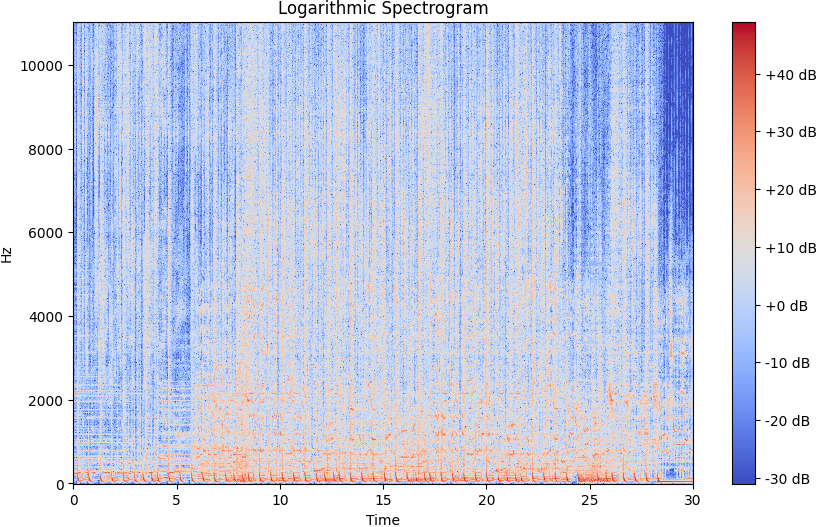 Logarithmic Spectrogram
10000
8000
6000
4000
2000
0
Hz
0 5 10 15 20 25 30
Time
+40 dB
+30 dB
+20 dB
+10 dB
+0 dB
-10 dB
-20 dB
-30 dB